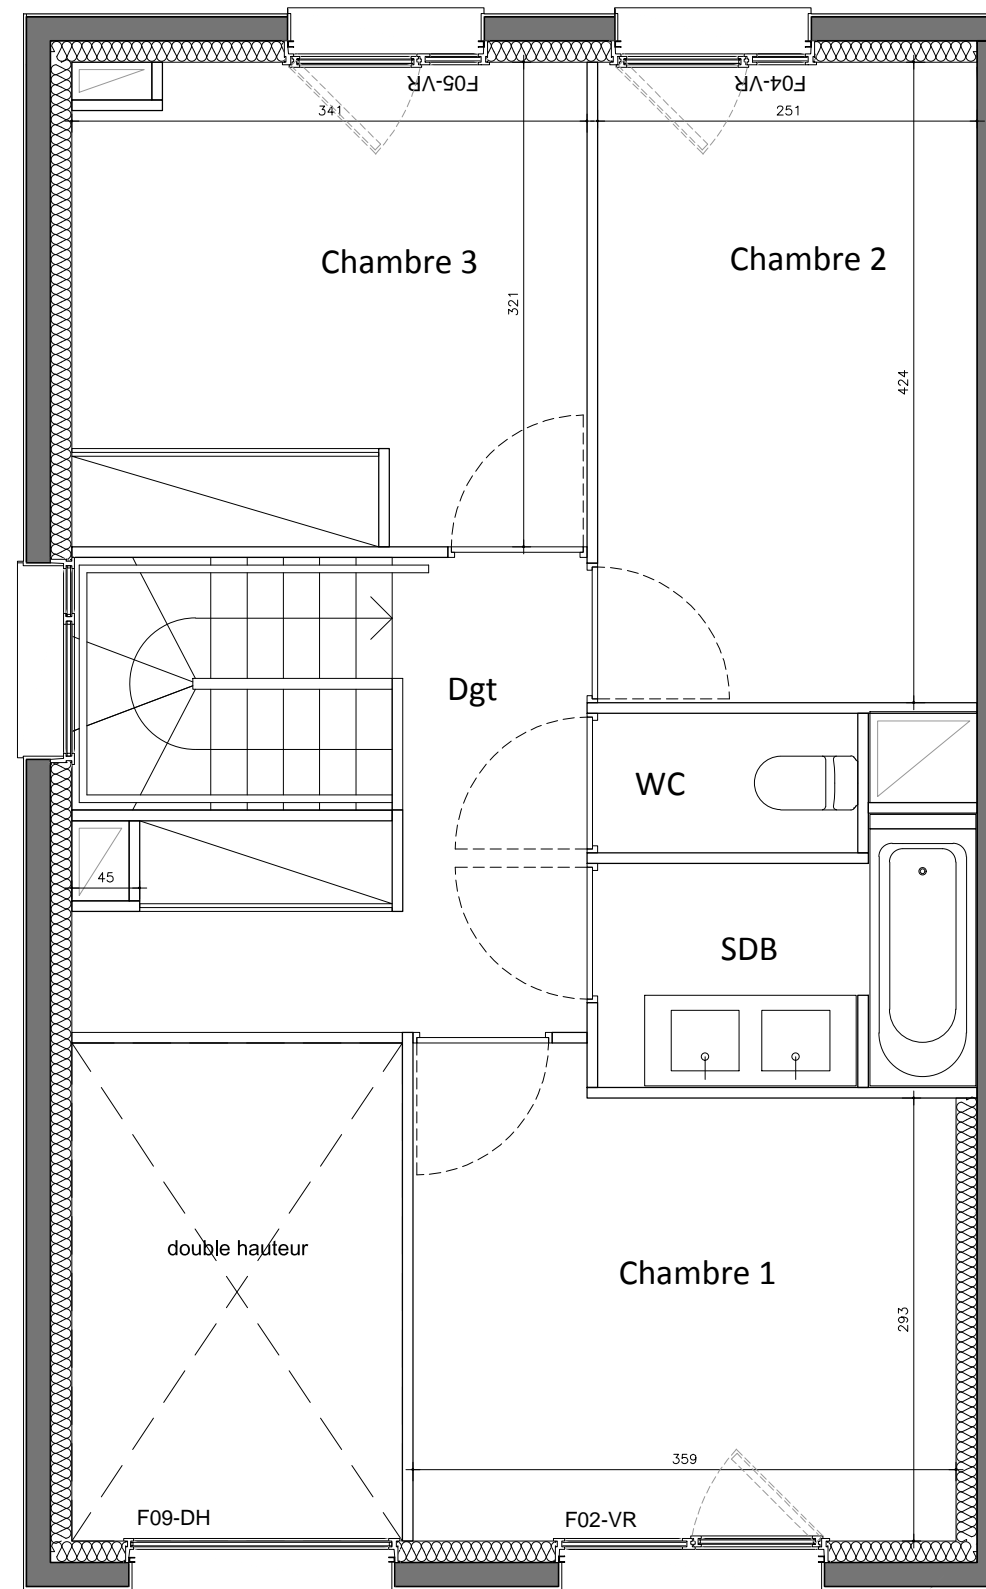 F05-VR
F04-VR
341
251
Chambre 3
Chambre 2
321
424
Dgt
WC
45
SDB
double hauteur
Chambre 1
293
359
F09-DH
F02-VR